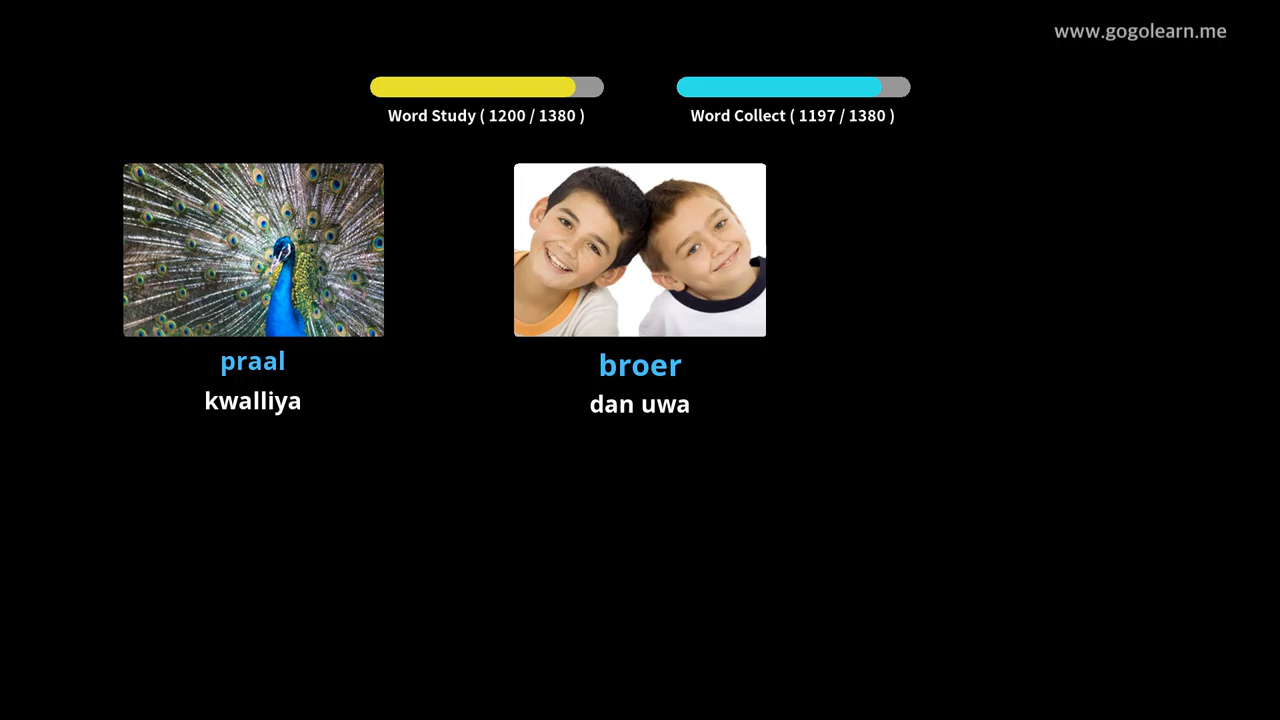 www.gogolearn.me
Word Study ( 1200 / 1380 )
Word Collect ( 1197 / 1380 )
praal
kwalliya
broer
dan uwa